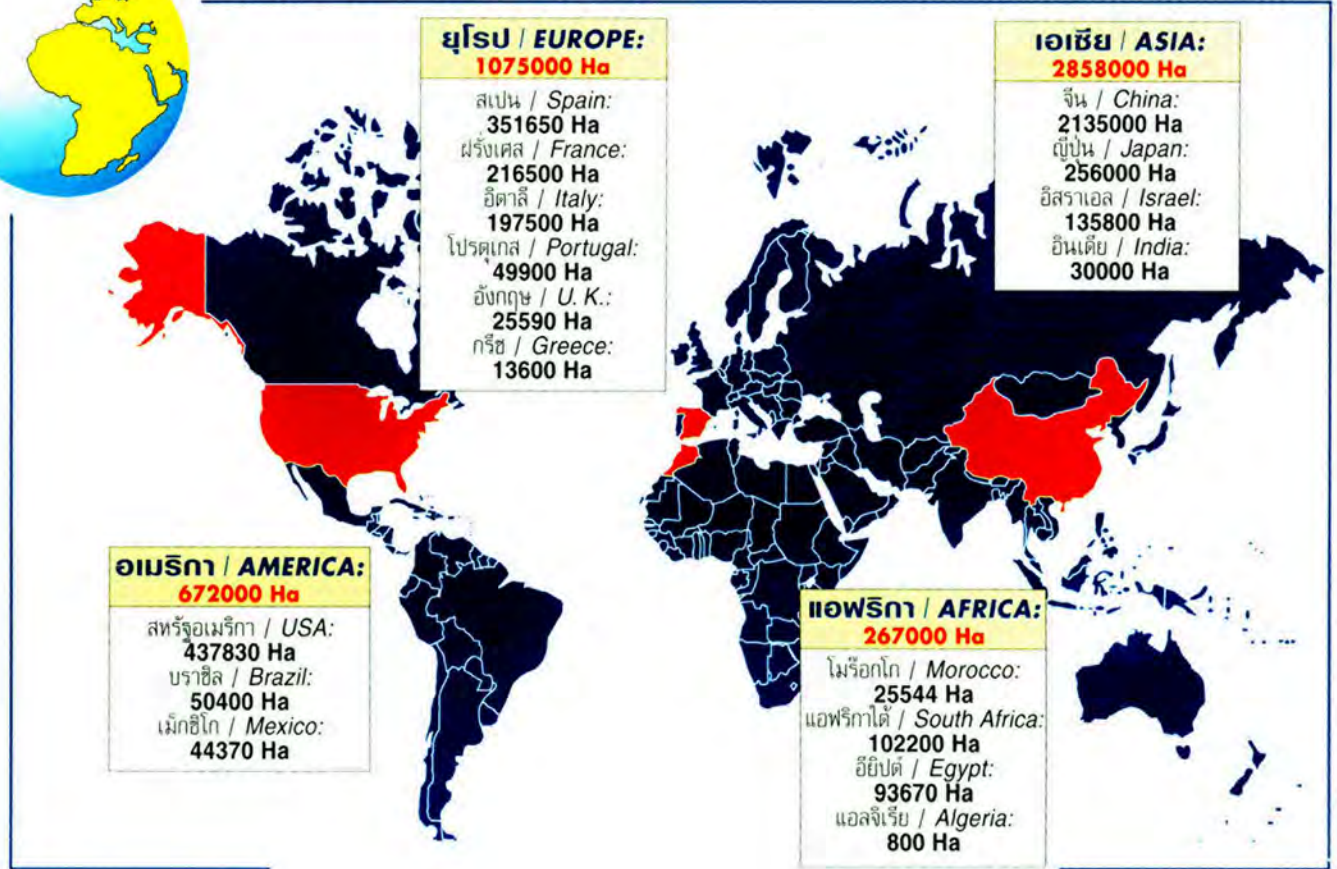 ยุโรป / EUROPE:
1075000 Ha
สเปน / Spain:
351650 Ha
ฝรั่งเศส / France:
216500 Ha
อิตาลี / Italy:
197500 Ha
โปรตุเกส / Portugal:
49900 Ha
อังกฤษ / U. K.:
25590 Ha
กรีซ / Greece:
13600 Ha
เอเซีย / ASIA:
2858000 Ha
จีน / China:
2135000 Ha
ญี่ปุ่น / Japan:
256000 Ha
อิสราเอล / Israel:
135800 Ha
อินเดีย / India:
30000 Ha
อเมริกา / AMERICA:
672000 Ha
สหรัฐอเมริกา / USA:
437830 Ha
บราซิล / Brazil:
50400 Ha
เม็กซิโก / Mexico:
44370 Ha
แอฟริกา / AFRICA:
267000 Ha
โมร็อกโก / Morocco:
25544 Ha
แอฟริกาใต้ / South Africa:
102200 Ha
อียิปต์ / Egypt:
93670 Ha
แอลจิเรีย / Algeria:
800 Ha